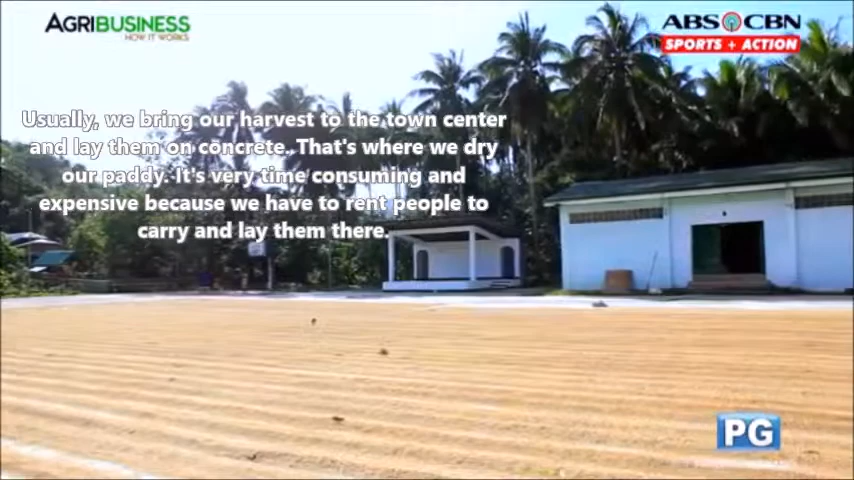 AGRIBUSINESS
HOW IT WORKS
ABS CBN
SPORTS + ACTION
Usually, we bring our harvest to the town center
and lay them on concrete. That's where we dry
our paddy. It's very time consuming and
expensive because we have to rent people to
carry and lay them there.
PG